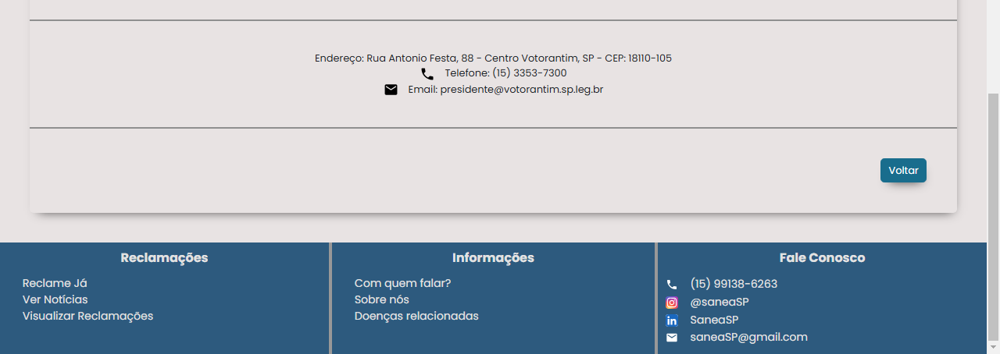 Endereço: Rua Antonio Festa, 88 - Centro Votorantim, SP - CEP: 18110-105
Telefone: (15) 3353-7300
Email: presidente@votorantim.sp.leg.br
Voltar
Reclamações
Reclame Já
Ver Notícias
Visualizar Reclamações
Informações
Com quem falar?
Sobre nós
Doenças relacionadas
Fale Conosco
(15) 99138-6263
@saneaSP
SaneaSP
saneaSP@gmail.com